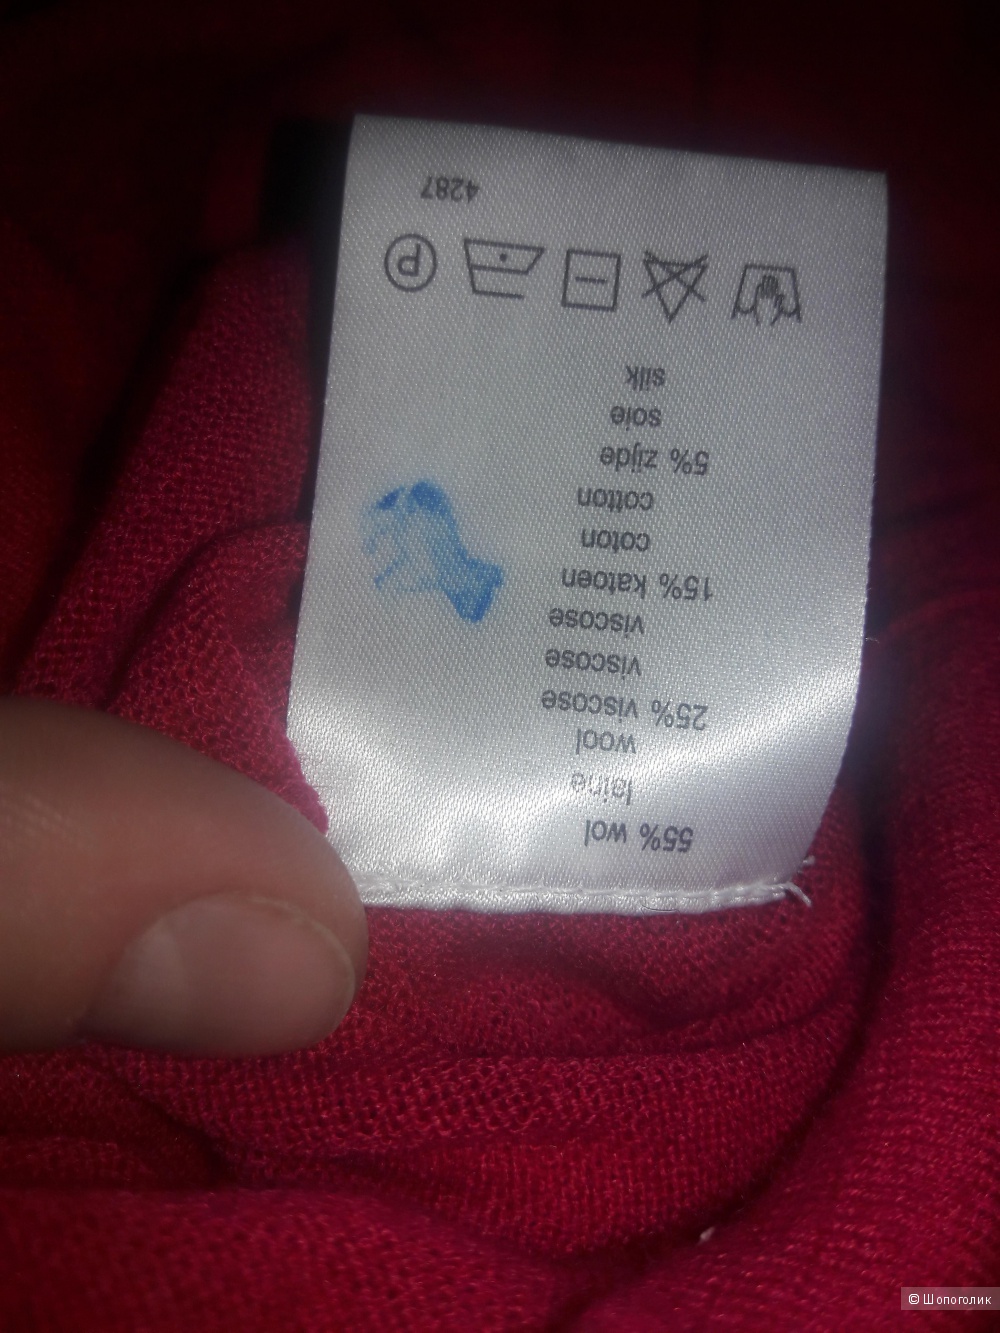 55% wol
laine
wool
25% viscose
viscose
viscose
15% katoen
coton
cotton
5% zijde
soie
silk
P
4287
© Шопоголик